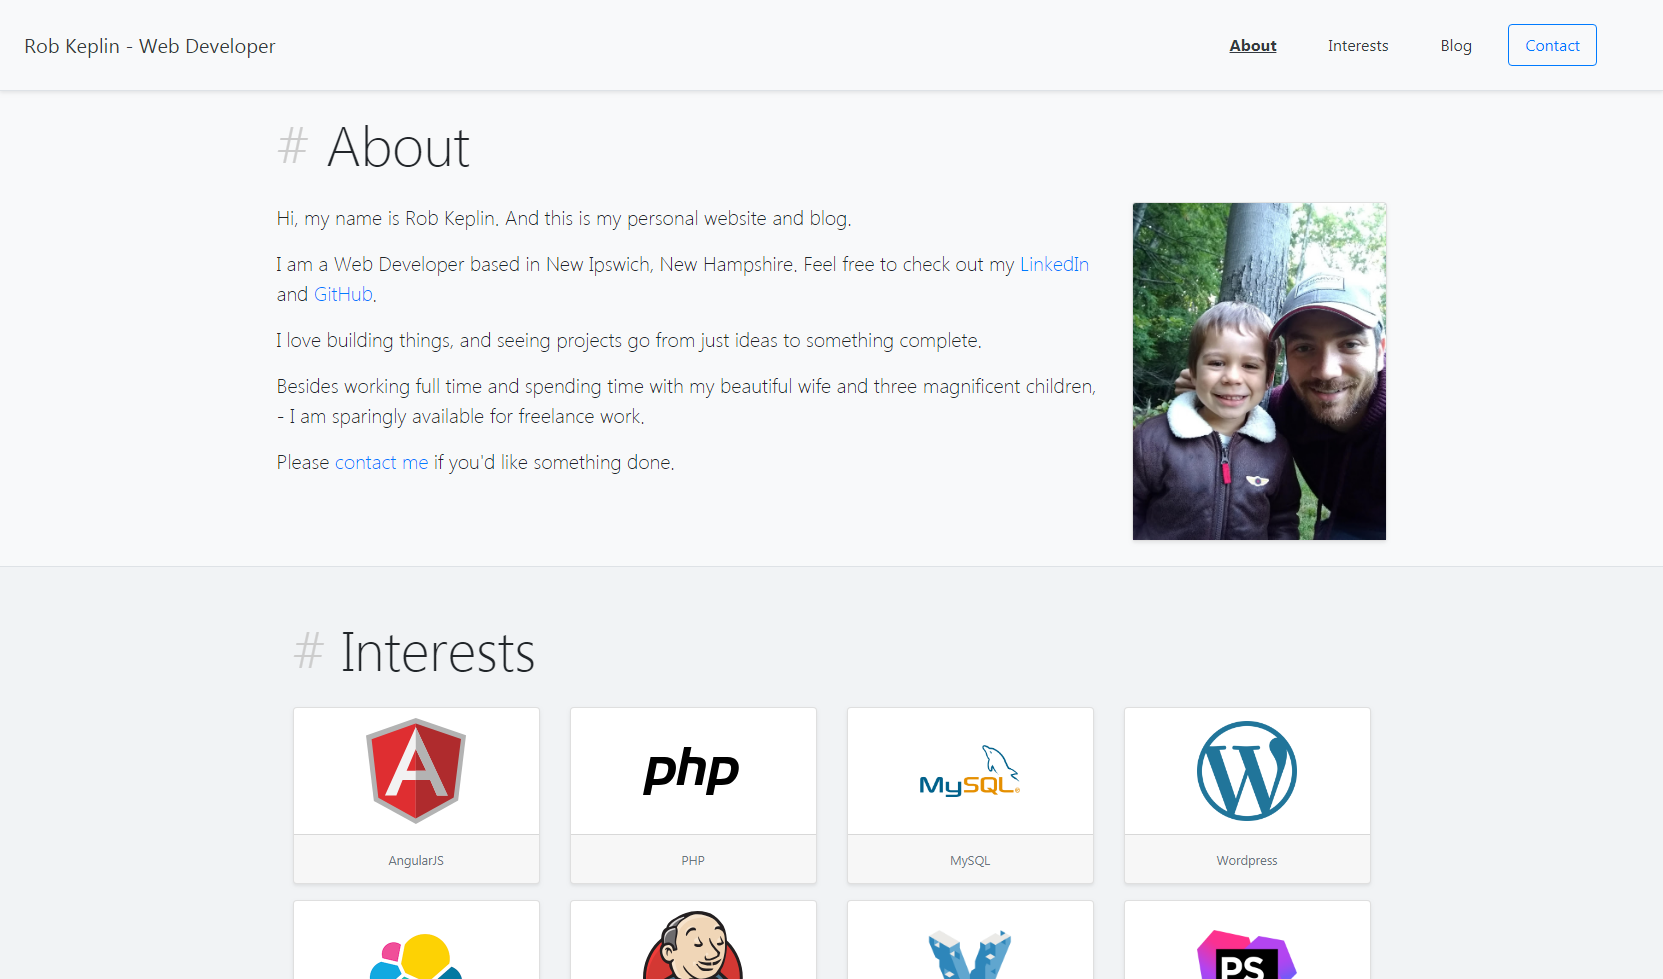 Rob Keplin - Web Developer
About
Interests
Blog
Contact
# About
Hi, my name is Rob Keplin. And this is my personal website and blog.
I am a Web Developer based in New Ipswich, New Hampshire. Feel free to check out my LinkedIn
and GitHub.
I love building things, and seeing projects go from just ideas to something complete.
Besides working full time and spending time with my beautiful wife and three magnificent children,
- I am sparingly available for freelance work.
Please contact me if you'd like something done.
# Interests
A
php
MySQL®
W
AngularJS
PHP
MySQL
Wordpress
PS